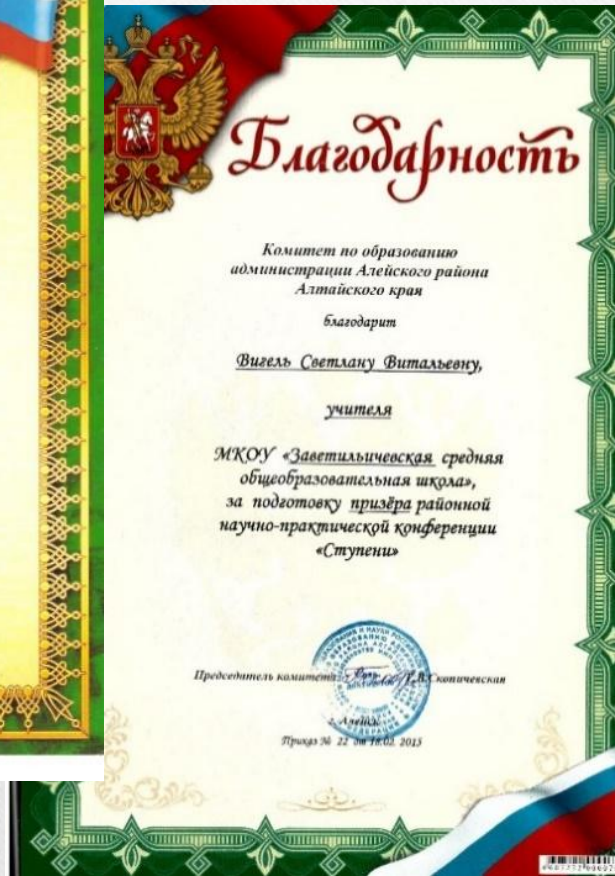 Благодарность
Комитет по образованию
администрации Алейского района
Алтайского края
благодарит
Вигель Светлану Витальевну,
учителя
МКОУ «Заветильичевская средняя
общеобразовательная школа»,
за подготовку призёра районной
научно-практической конференции
«Ступени»
Председатель комитета В.Скопичевская
г. Алейск
Приказ № 22 от 18.02. 2015